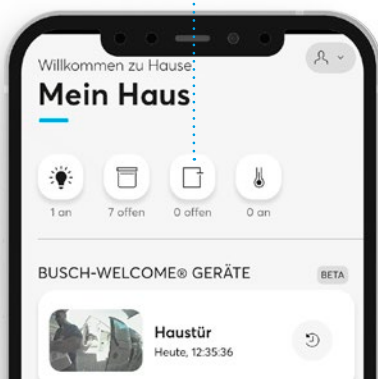 Willkommen zu Hause
Mein Haus
1 an
7 offen
0 offen
0 an
BUSCH-WELCOME® GERÄTE
BETA
Haustür
Heute, 12:35:36